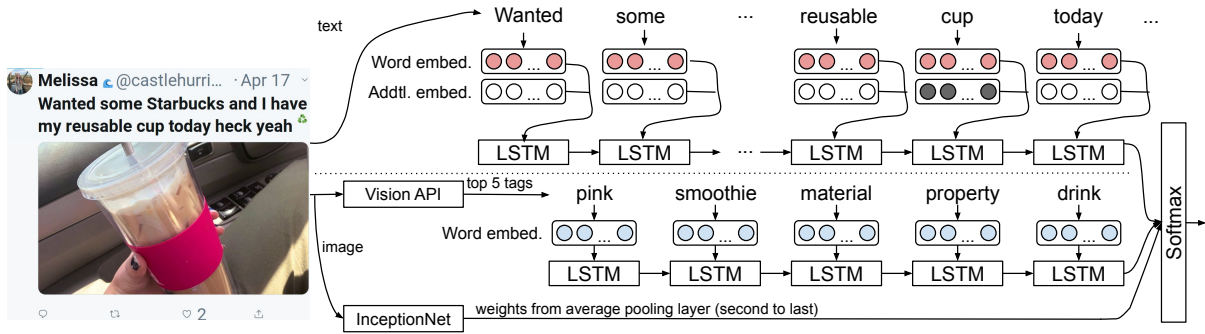 text
Wanted some ... reusable cup today ...
Word embed. ... ... ... ... ...
Addtl. embed. ... ... ... ... ...
Melissa 🌊 @castlehurri... · Apr 17
Wanted some Starbucks and I have
my reusable cup today heck yeah ♻
2
LSTM LSTM ... LSTM LSTM LSTM
Vision API
top 5 tags
pink smoothie material property drink
Word embed. ... ... ... ... ...
LSTM LSTM LSTM LSTM LSTM
image
InceptionNet
weights from average pooling layer (second to last)
Softmax